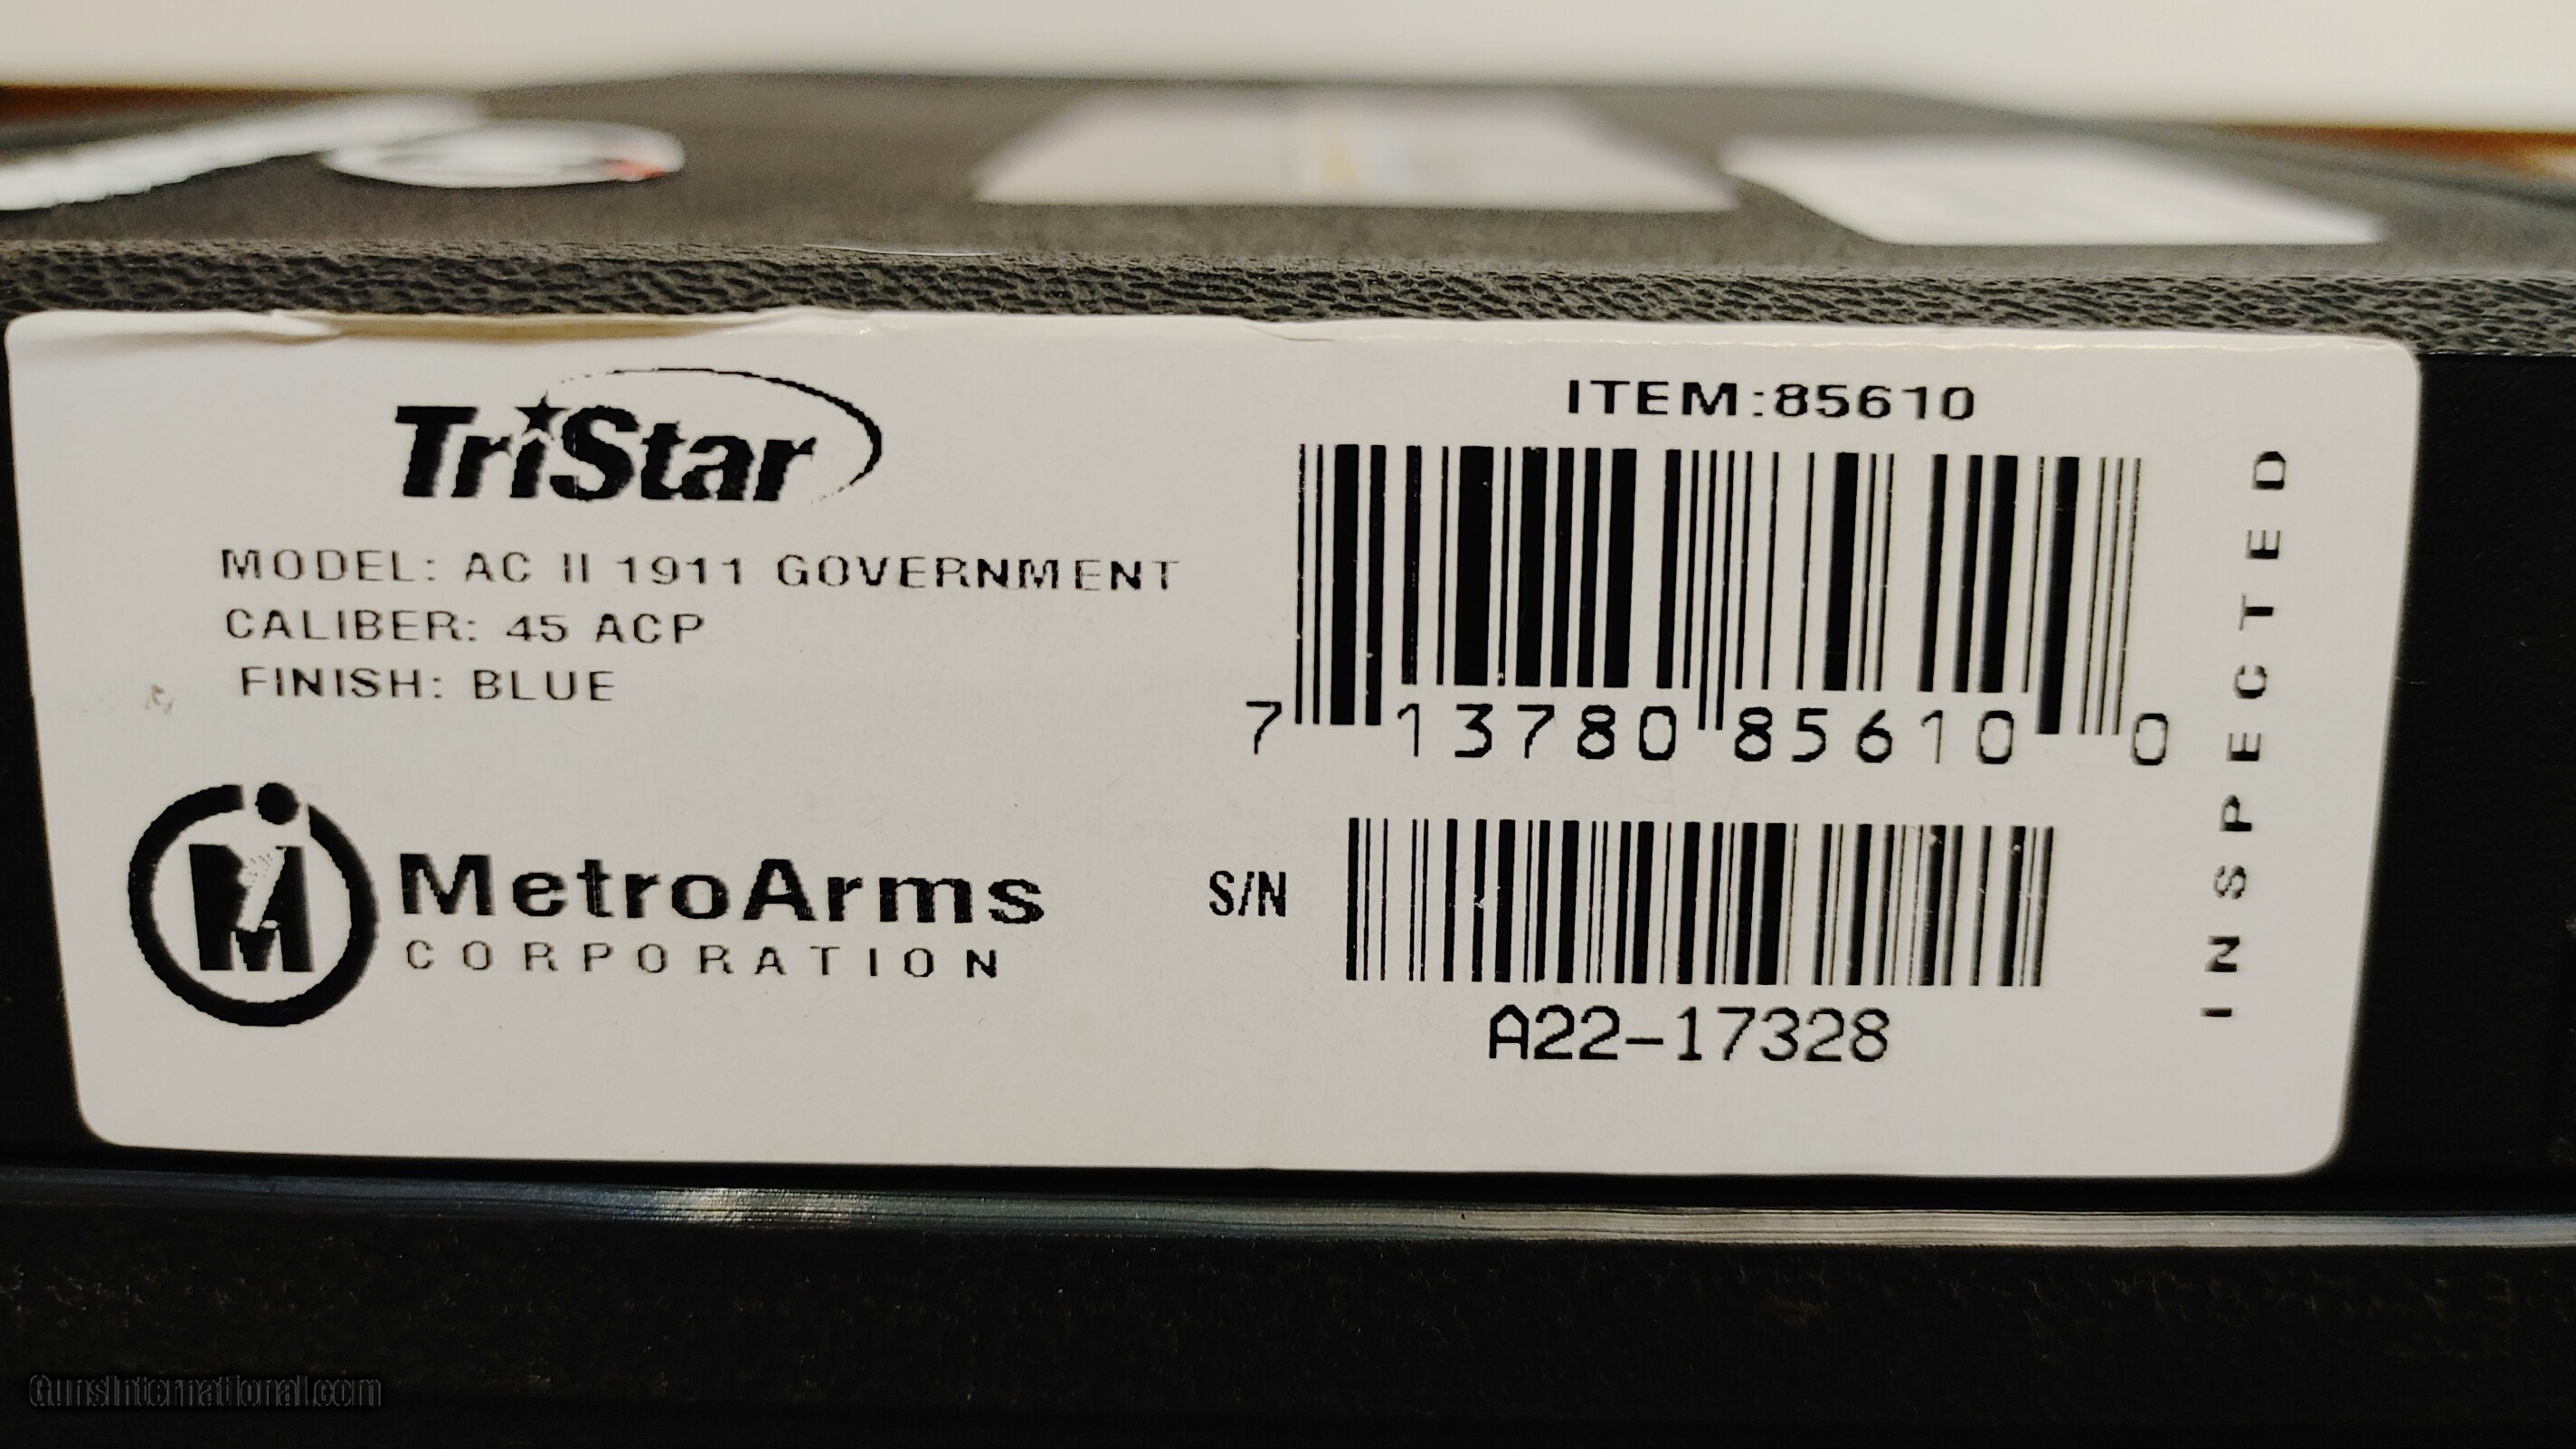 TriStar
MODEL: AC II 1911 GOVERNMENT
CALIBER: 45 ACP
FINISH: BLUE
MetroArms
CORPORATION
ITEM:85610
7 13780 85610 0
S/N
A22-17328
INSPECTED
GunsInternational.com